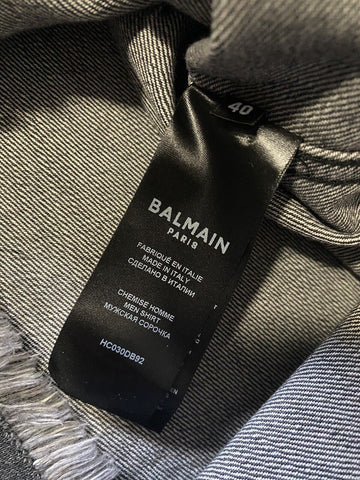 40
BALMAIN
PARIS
FABRIQUÉ EN ITALIE
MADE IN ITALY
СДЕЛАНО В ИТАЛИИ
CHEMISE HOMME
MEN SHIRT
МУЖСКАЯ СОРОЧКА
HC030DB92